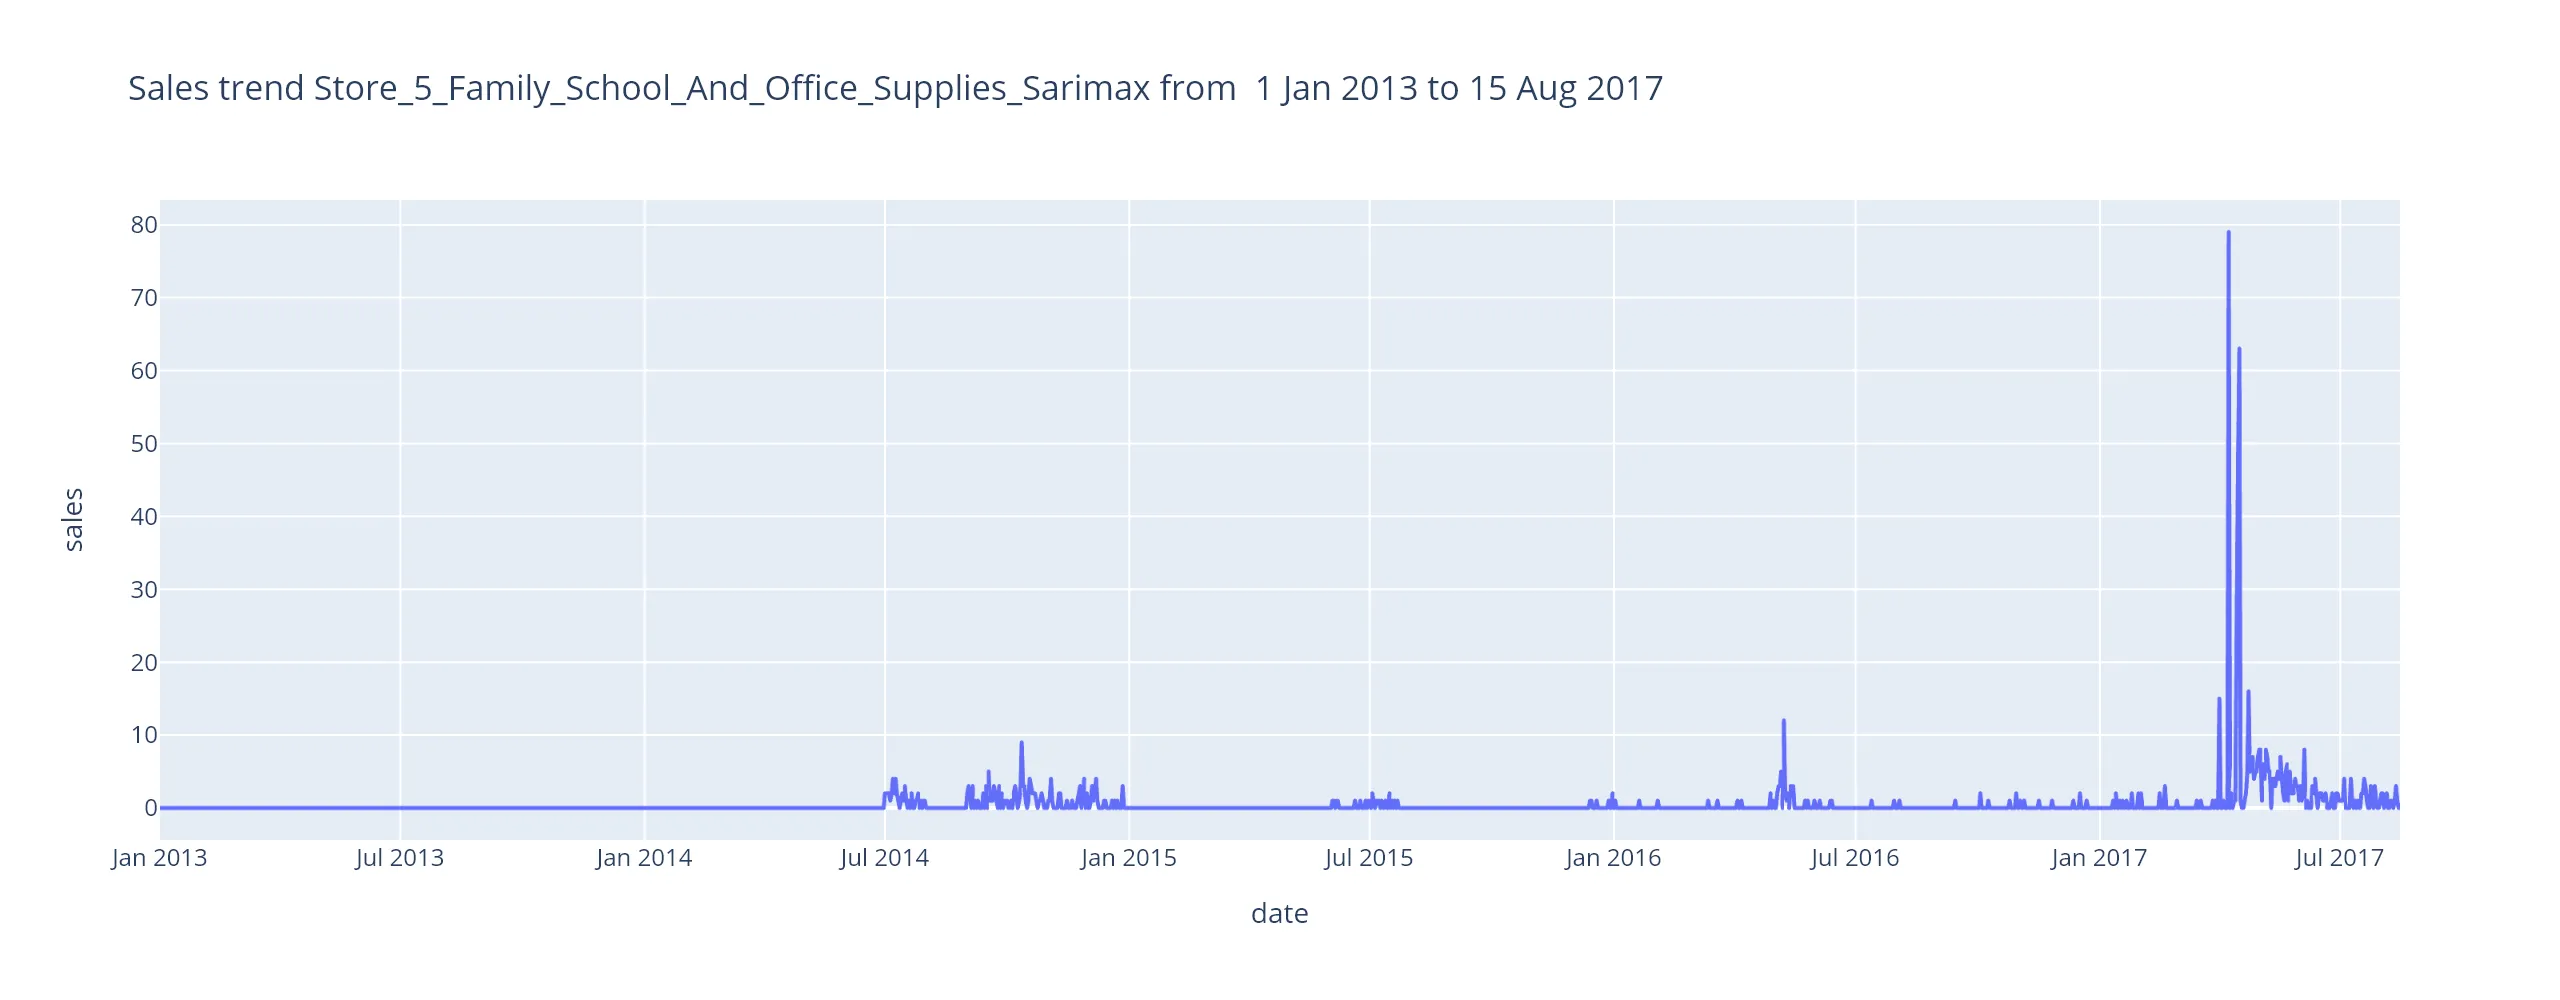 Sales trend Store_5_Family_School_And_Office_Supplies_Sarimax from  1 Jan 2013 to 15 Aug 2017
80
70
60
50
40
30
20
10
0
sales
Jan 2013 Jul 2013 Jan 2014 Jul 2014 Jan 2015 Jul 2015 Jan 2016 Jul 2016 Jan 2017 Jul 2017
date